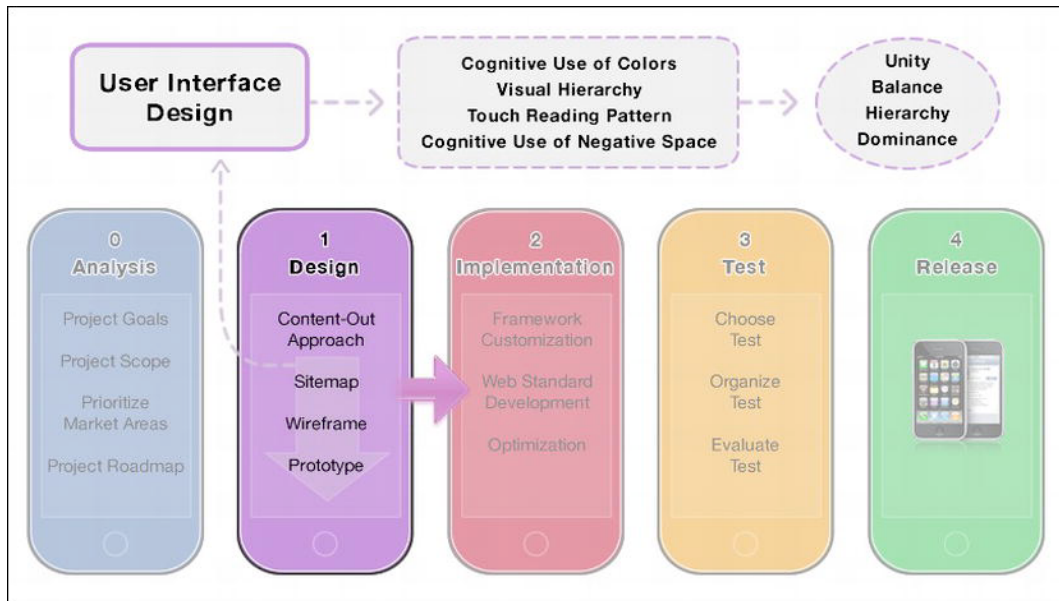 User Interface
Design
Cognitive Use of Colors
Visual Hierarchy
Touch Reading Pattern
Cognitive Use of Negative Space
Unity
Balance
Hierarchy
Dominance
0
Analysis
Project Goals
Project Scope
Prioritize
Market Areas
Project Roadmap
1
Design
Content-Out
Approach
Sitemap
Wireframe
Prototype
2
Implementation
Framework
Customization
Web Standard
Development
Optimization
3
Test
Choose
Test
Organize
Test
Evaluate
Test
4
Release